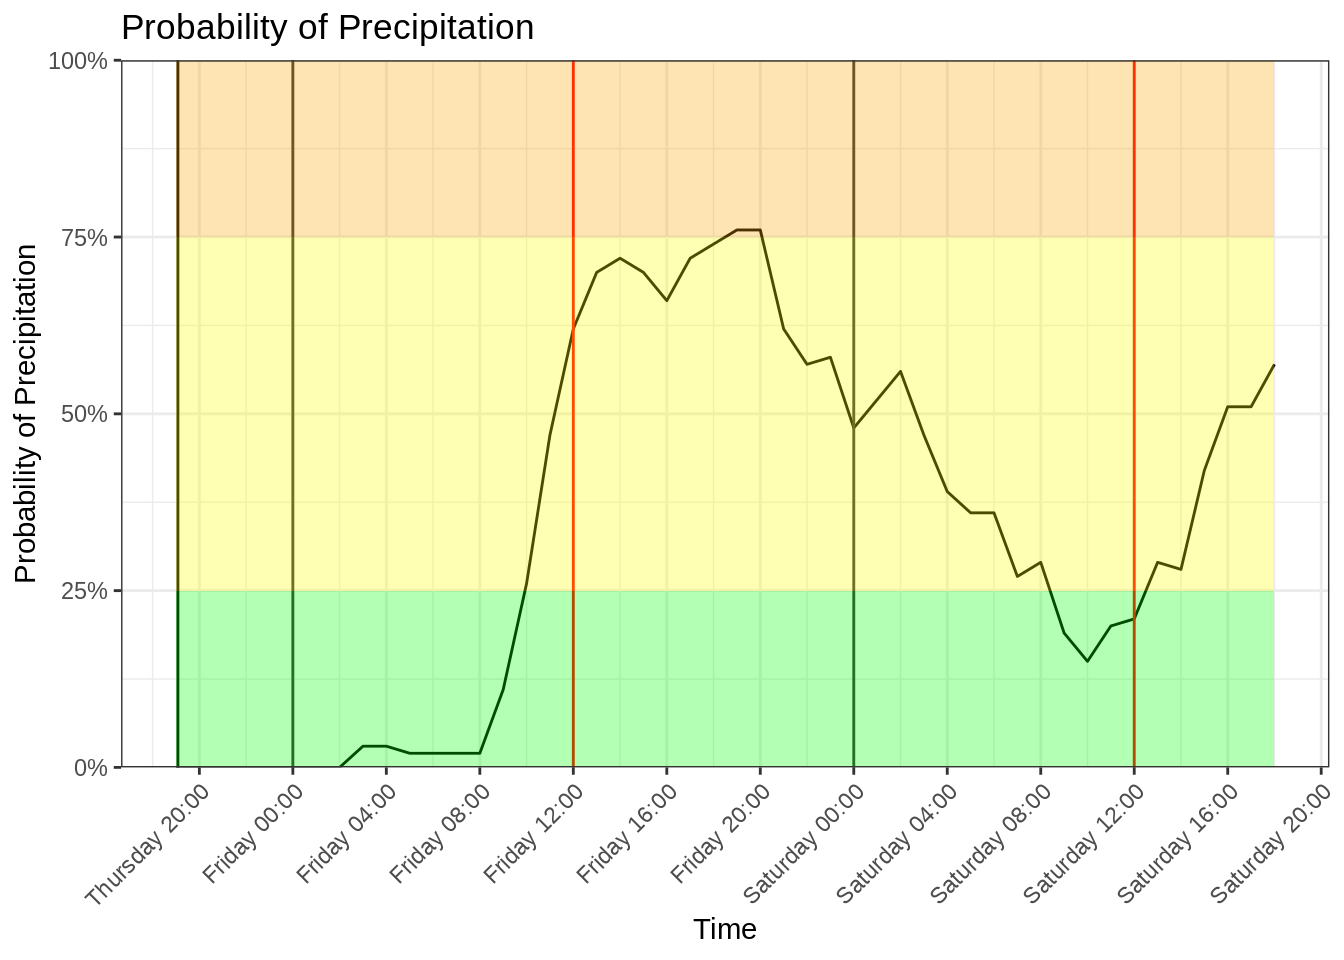 Probability of Precipitation
Probability of Precipitation
100%
75%
50%
25%
0%
Thursday 20:00
Friday 00:00
Friday 04:00
Friday 08:00
Friday 12:00
Friday 16:00
Friday 20:00
Saturday 00:00
Saturday 04:00
Saturday 08:00
Saturday 12:00
Saturday 16:00
Saturday 20:00
Time